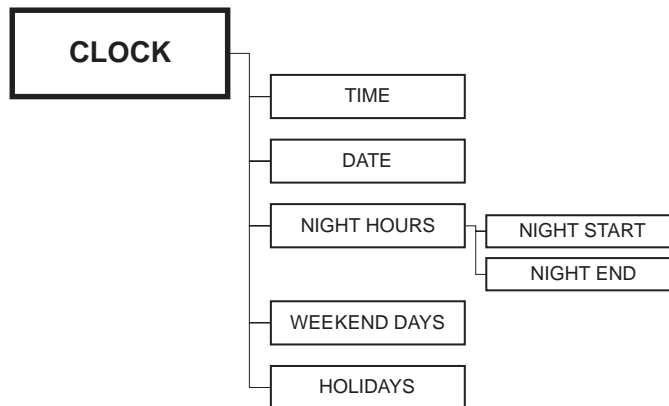 CLOCK
TIME
DATE
NIGHT HOURS
NIGHT START
NIGHT END
WEEKEND DAYS
HOLIDAYS